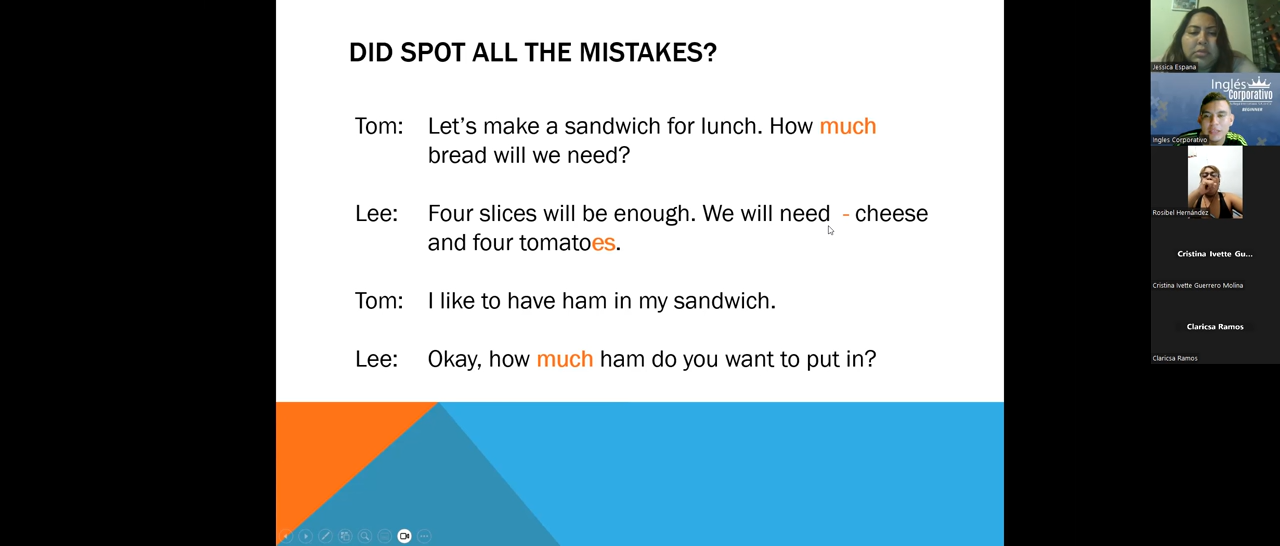 DID SPOT ALL THE MISTAKES?
Tom: Let's make a sandwich for lunch. How much
bread will we need?
Lee: Four slices will be enough. We will need - cheese
and four tomatoes.
Tom: I like to have ham in my sandwich.
Lee: Okay, how much ham do you want to put in?
Jessica Espana
Inglés
Corporativo
BEGINNER
Ingles Corporativo
Rosibel Hernández
Cristina Ivette Gu...
Cristina Ivette Guerrero Molina
Claricsa Ramos
Claricsa Ramos